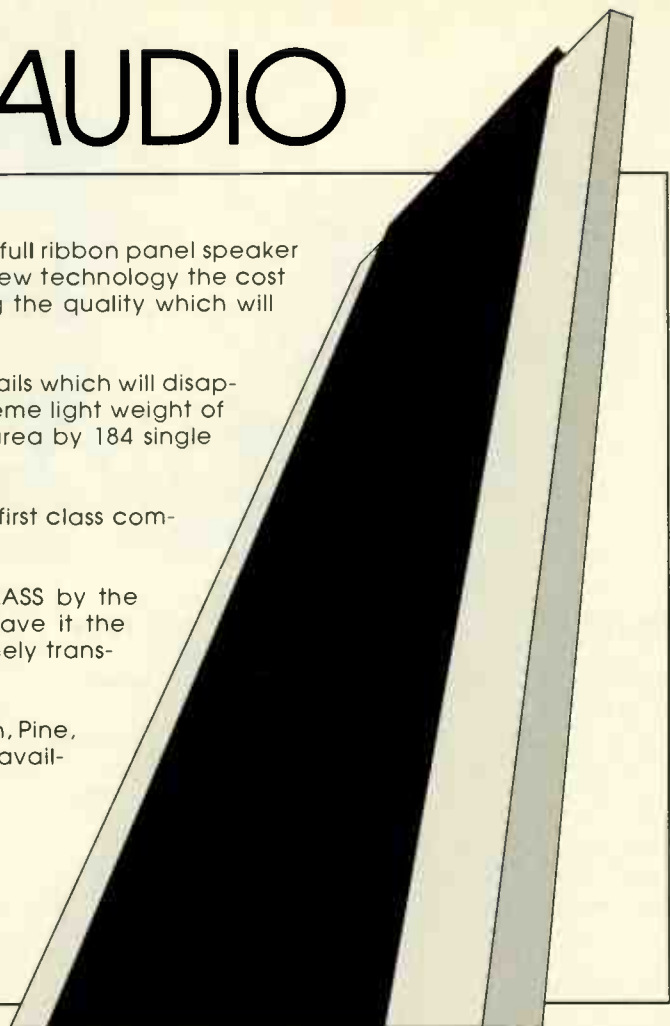 AUDIO
full ribbon panel speaker
ew technology the cost
g the quality which will
ails which will disap-
eme light weight of
area by 184 single
first class com-
ASS by the
ave it the
ely trans-
n, Pine,
avail-